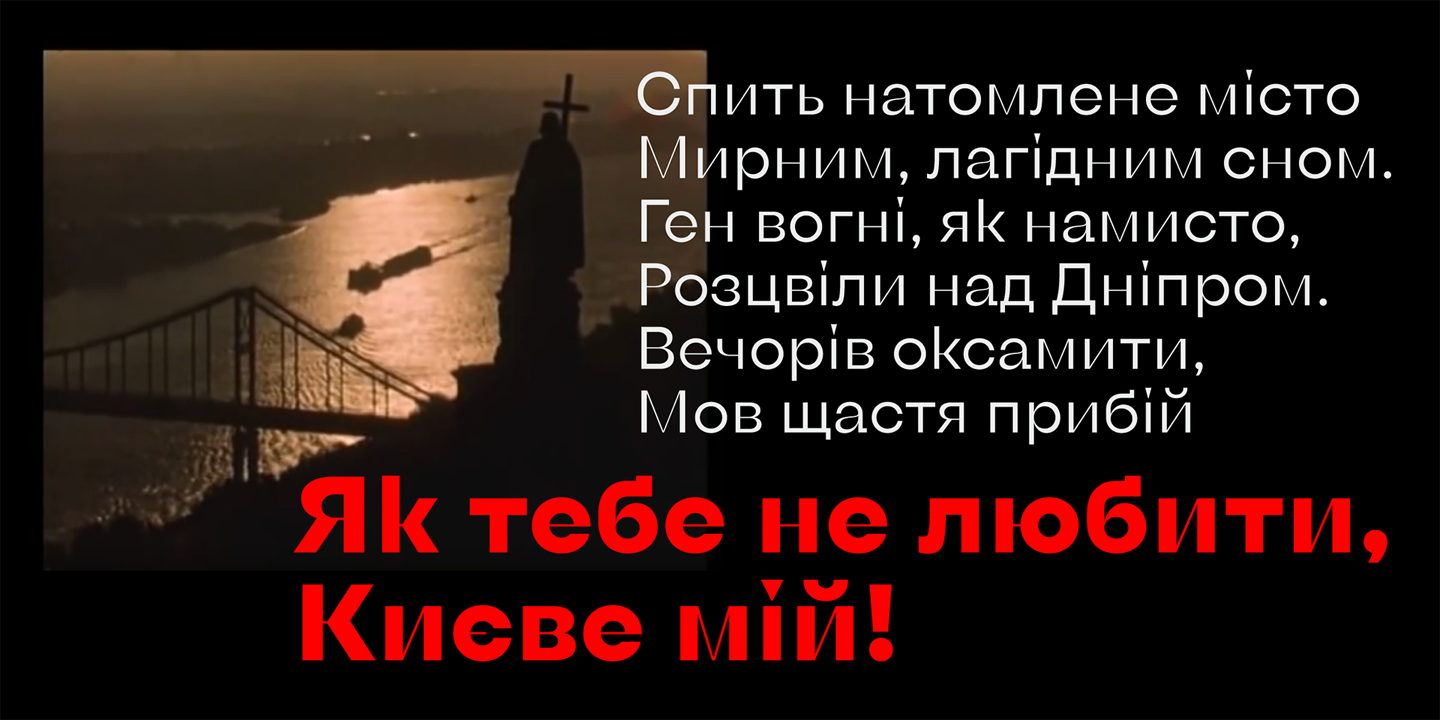 Спить натомлене місто
Мирним, лагідним сном.
Ген вогні, як намисто,
Розцвіли над Дніпром.
Вечорів оксамити,
Мов щастя прибій
Як тебе не любити,
Києве мій!